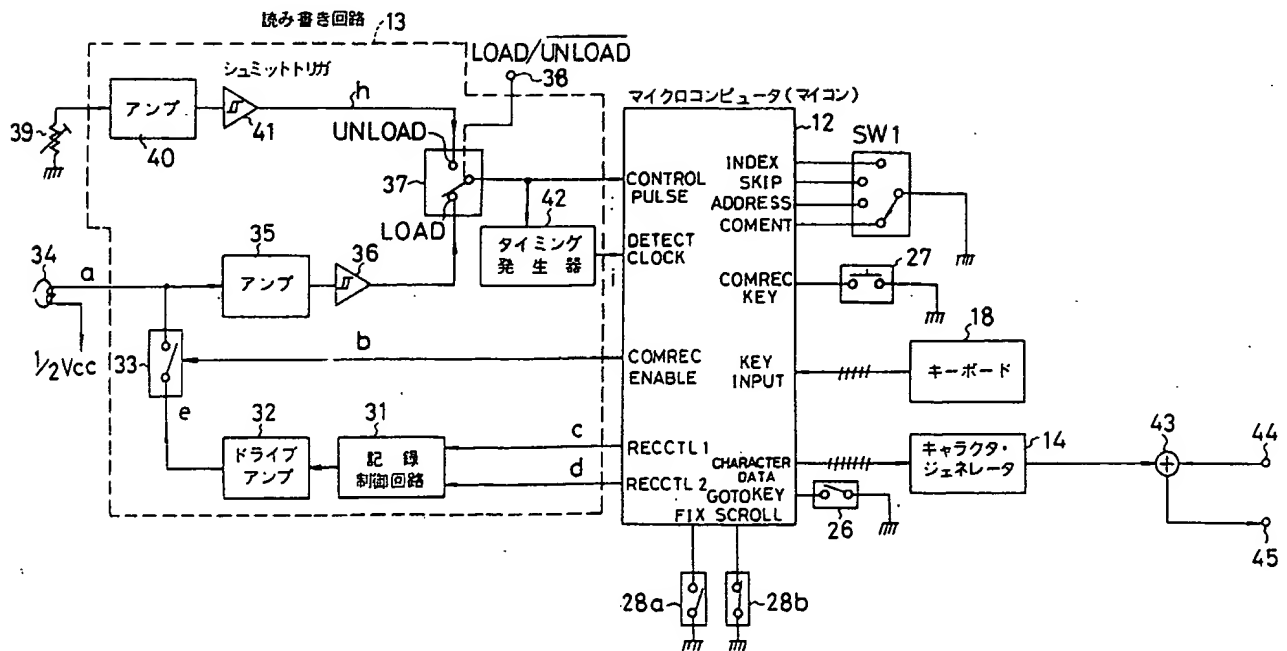 読み書き回路
13
LOAD/UNLOAD
38
シュミットトリガ
アンプ
40
41
h
39
UNLOAD
37
LOAD
42
タイミング
発生器
i
34
a
35
アンプ
36
1/2Vcc
33
b
e
32
ドライブ
アンプ
31
記録
制御回路
c
d
マイクロコンピュータ(マイコン)
12
CONTROL
PULSE
DETECT
CLOCK
COMREC
ENABLE
RECCTL 1
RECCTL 2
INDEX
SKIP
ADDRESS
COMENT
SW1
COMREC
KEY
27
KEY
INPUT
18
キーボード
CHARACTER
DATA
キャラクタ・
ジェネレータ
14
43
44
45
GOTOKEY
26
FIX SCROLL
28a
28b